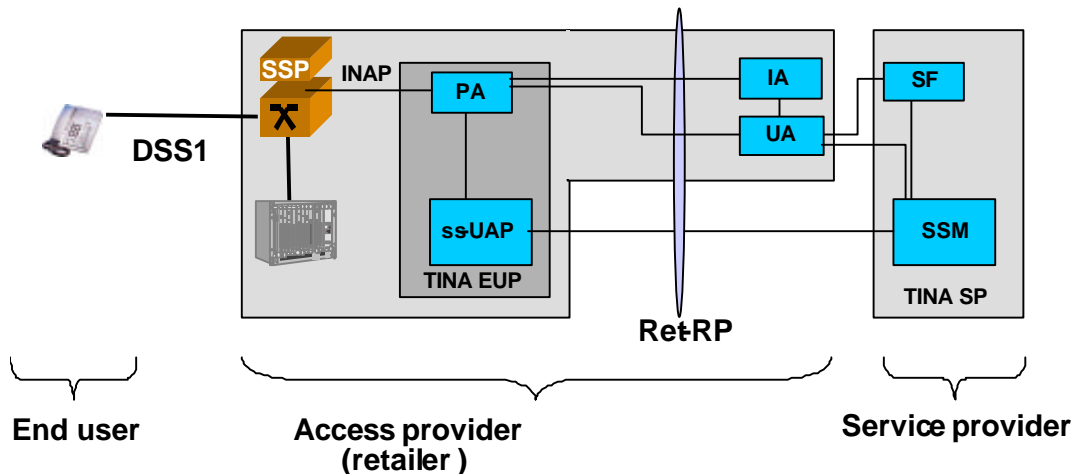 SSP
INAP
PA
IA
SF
UA
DSS1
ss-UAP
SSM
TINA EUP
TINA SP
Ret-RP
End user
Access provider
(retailer )
Service provider